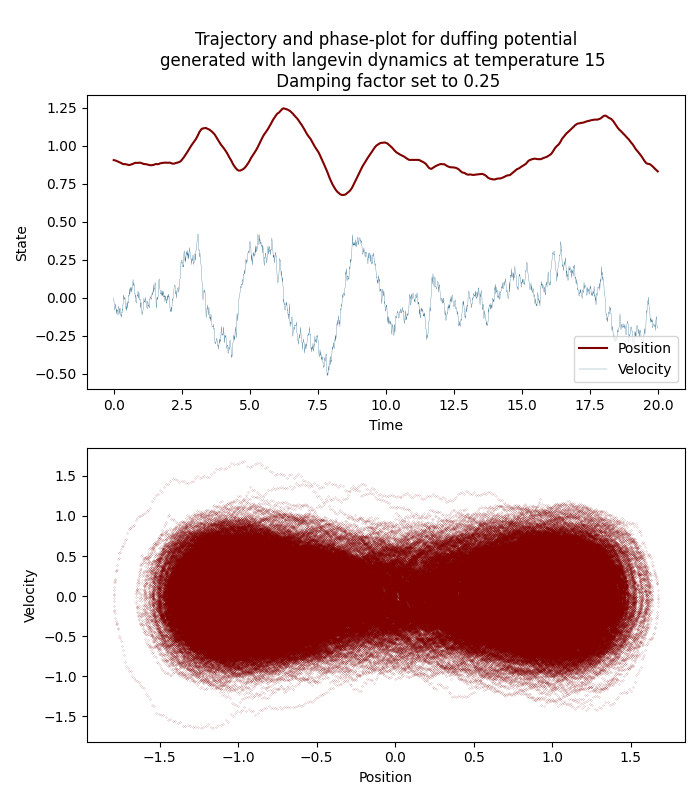 Trajectory and phase-plot for duffing potential
generated with langevin dynamics at temperature 15
Damping factor set to 0.25
1.25
1.00
0.75
0.50
0.25
0.00
−0.25
−0.50
State
Position
Velocity
0.0 2.5 5.0 7.5 10.0 12.5 15.0 17.5 20.0
Time
1.5
1.0
0.5
0.0
−0.5
−1.0
−1.5
Velocity
−1.5 −1.0 −0.5 0.0 0.5 1.0 1.5
Position